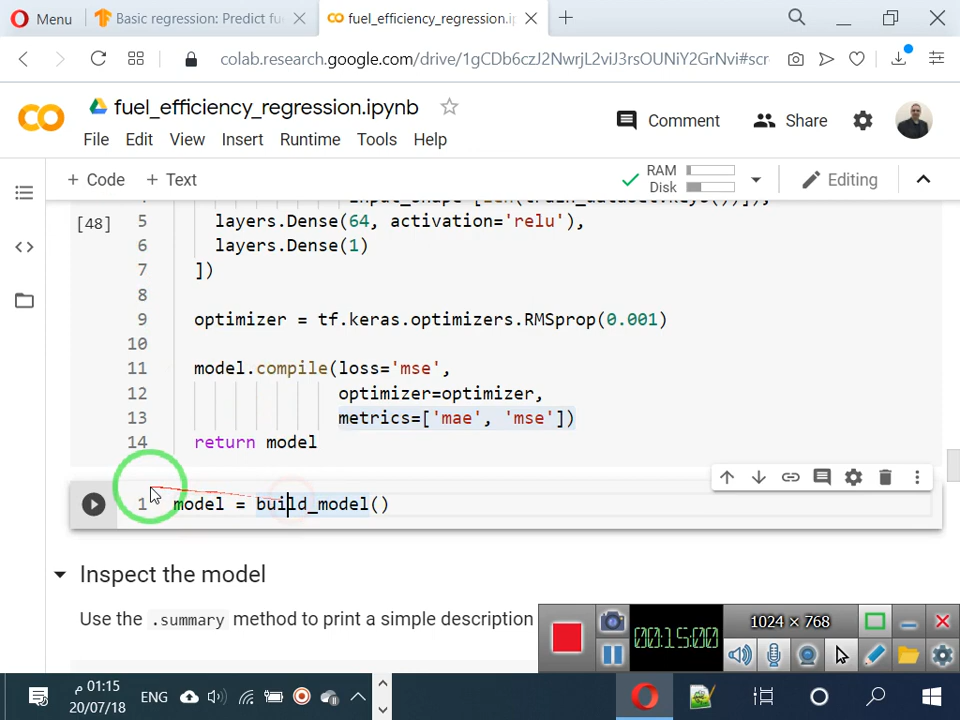 Menu
Basic regression: Predict fu
fuel_efficiency_regression.i
colab.research.google.com/drive/1gCDb6czJ2NwrjL2viJ3rsOUNiY2GrNvi#scr
fuel_efficiency_regression.ipynb
Comment
Share
File Edit View Insert Runtime Tools Help
+ Code + Text
RAM
Disk
Editing
[48]
5 layers.Dense(64, activation='relu'),
6 layers.Dense(1)
7 ])
8
9 optimizer = tf.keras.optimizers.RMSprop(0.001)
10
11 model.compile(loss='mse',
12 optimizer=optimizer,
13 metrics=['mae', 'mse'])
14 return model
1 model = build_model()
Inspect the model
Use the .summary method to print a simple description
00:15:00
1024 × 768
ENG
01:15 م
20/07/18